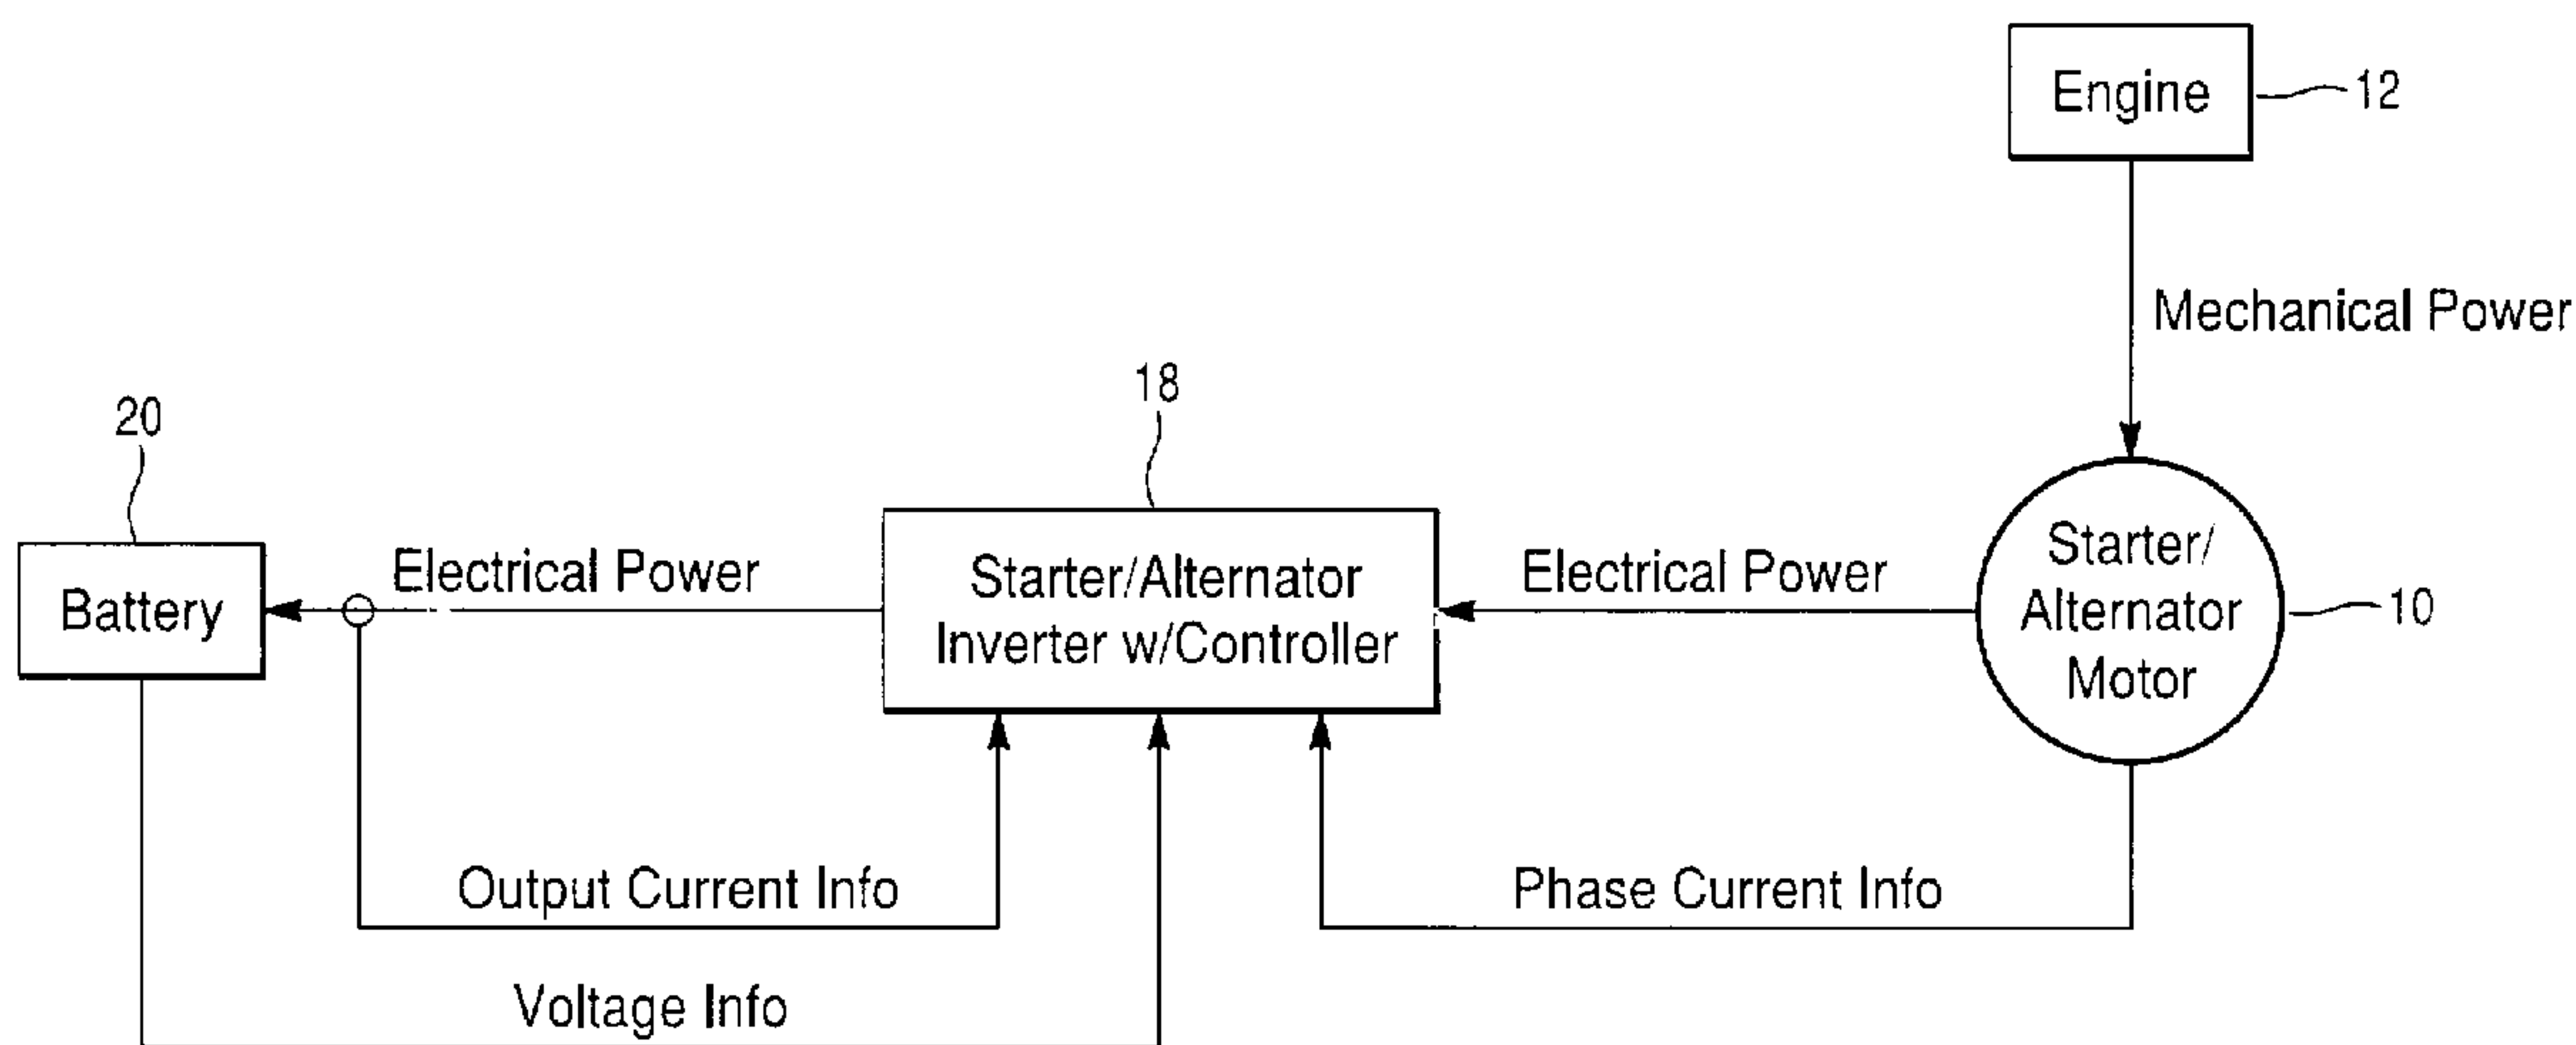 Engine
12
Mechanical Power
18
20
Battery
Electrical Power
Starter/Alternator
Inverter w/Controller
Electrical Power
Starter/
Alternator
Motor
10
Output Current Info
Phase Current Info
Voltage Info